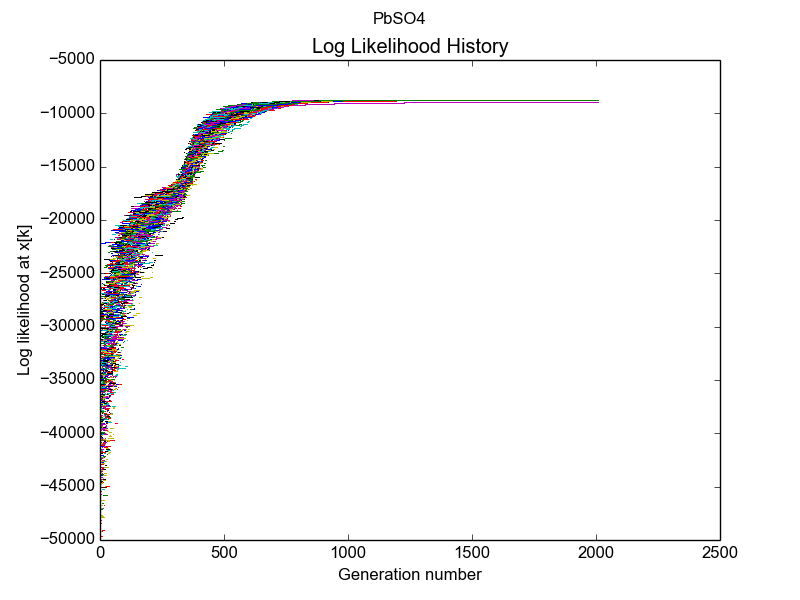 PbSO4
Log Likelihood History
−5000
−10000
−15000
−20000
−25000
−30000
−35000
−40000
−45000
−50000
Log likelihood at x[k]
0 500 1000 1500 2000 2500
Generation number